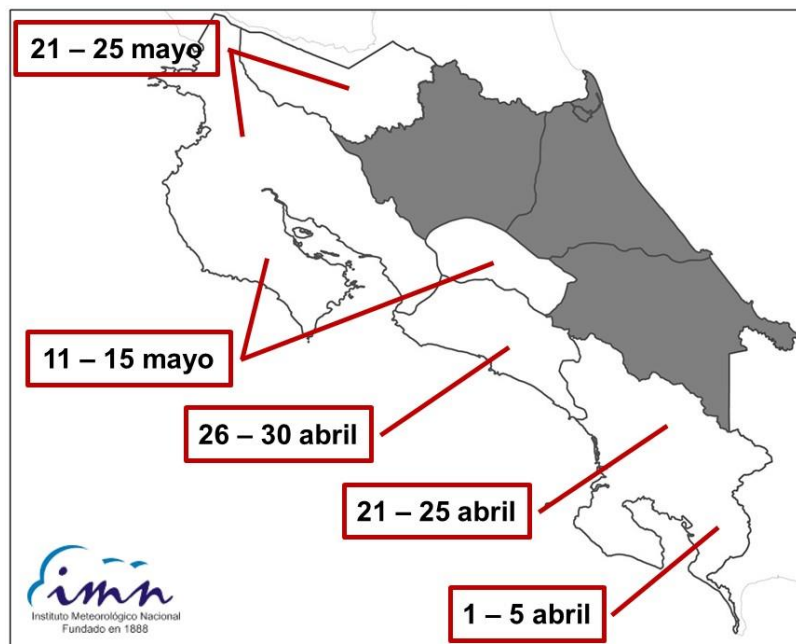 21 – 25 mayo
11 – 15 mayo
26 – 30 abril
21 – 25 abril
1 – 5 abril
imn
Instituto Meteorológico Nacional
Fundado en 1888